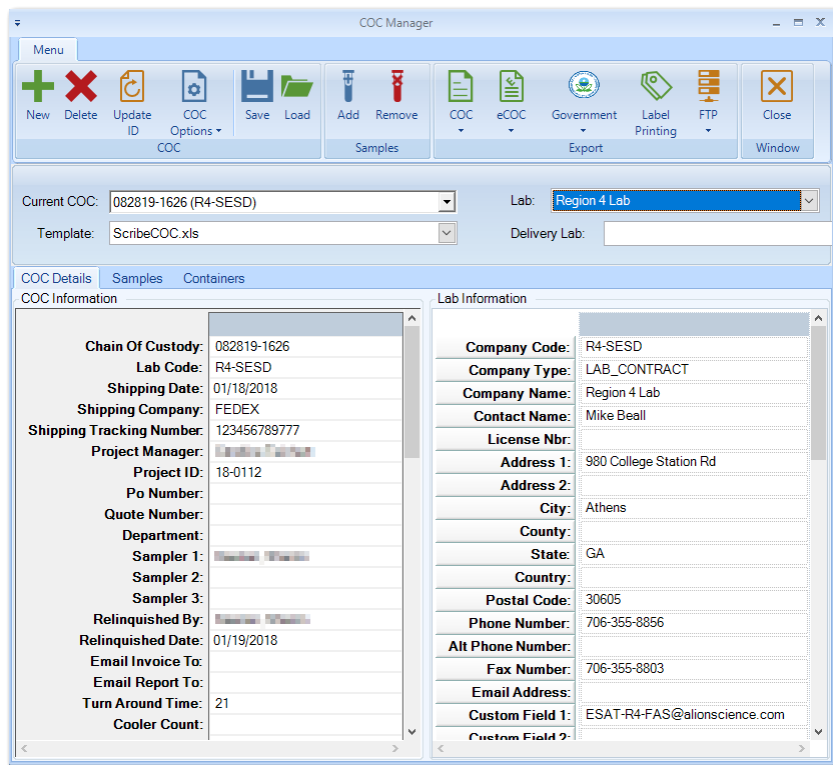 COC Manager
Menu
New Delete Update ID COC Options Save Load Add Remove COC eCOC Government Label Printing FTP Close
COC Samples Export Window
Current COC: 082819-1626 (R4-SESD) Lab: Region 4 Lab
Template: ScribeCOC.xls Delivery Lab:
COC Details Samples Containers
COC Information Lab Information
Chain Of Custody: 082819-1626
Lab Code: R4-SESD
Shipping Date: 01/18/2018
Shipping Company: FEDEX
Shipping Tracking Number: 123456789777
Project Manager:
Project ID: 18-0112
Po Number:
Quote Number:
Department:
Sampler 1:
Sampler 2:
Sampler 3:
Relinquished By:
Relinquished Date: 01/19/2018
Email Invoice To:
Email Report To:
Turn Around Time: 21
Cooler Count:
Company Code: R4-SESD
Company Type: LAB_CONTRACT
Company Name: Region 4 Lab
Contact Name: Mike Beall
License Nbr:
Address 1: 980 College Station Rd
Address 2:
City: Athens
County:
State: GA
Country:
Postal Code: 30605
Phone Number: 706-355-8856
Alt Phone Number:
Fax Number: 706-355-8803
Email Address:
Custom Field 1: ESAT-R4-FAS@alionscience.com
Custom Field 2: